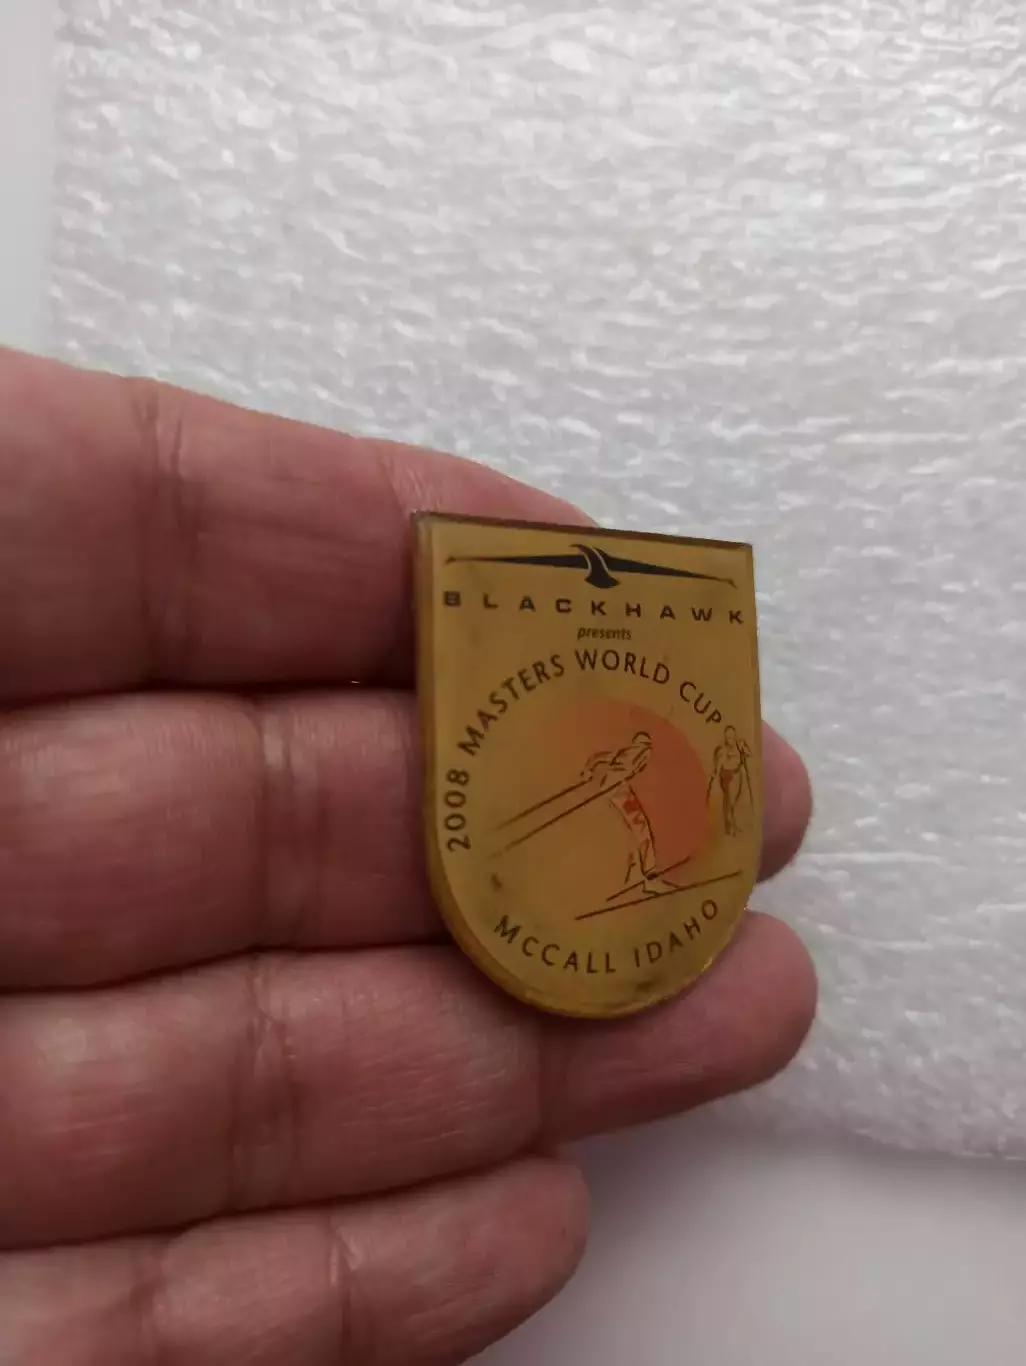 BLACKHAWK
presents
2008 MASTERS WORLD CUP
MCCALL IDAHO